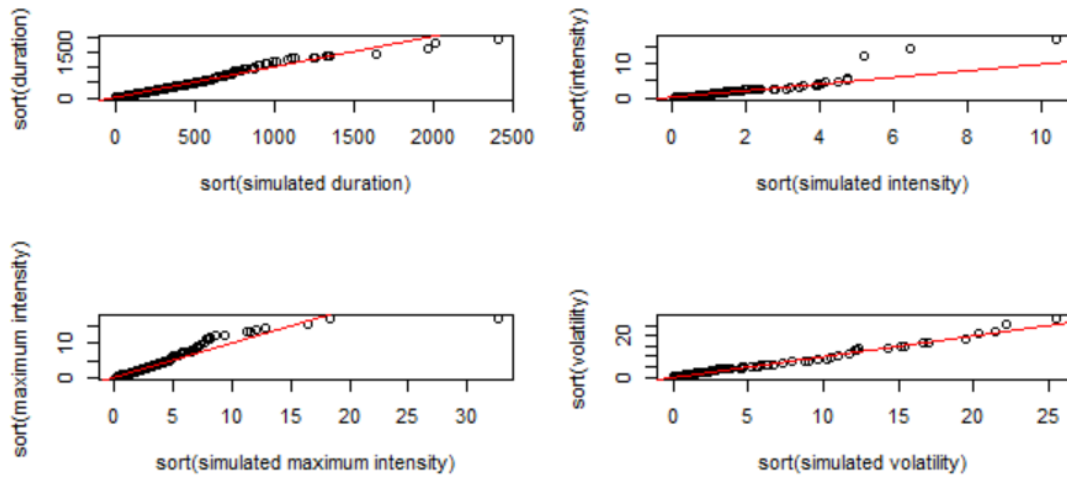 sort(duration)
0 1500
0 500 1000 1500 2000 2500
sort(simulated duration)
sort(intensity)
0 10
0 2 4 6 8 10
sort(simulated intensity)
sort(maximum intensity)
0 10
0 5 10 15 20 25 30
sort(simulated maximum intensity)
sort(volatility)
0 20
0 5 10 15 20 25
sort(simulated volatility)